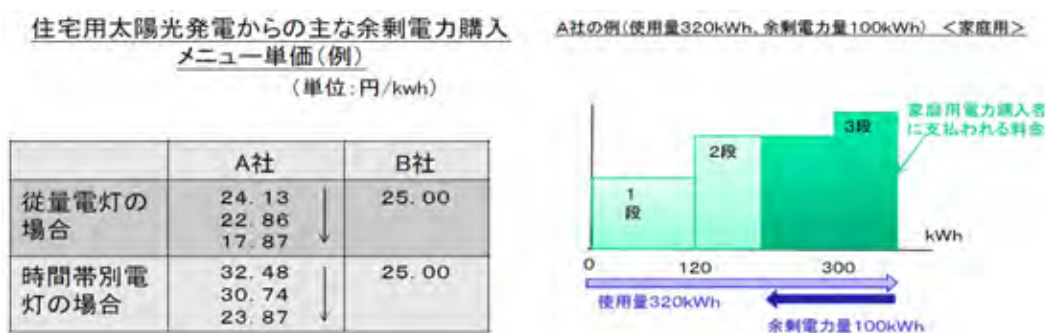 住宅用太陽光発電からの主な余剰電力購入
メニュー単価(例)
(単位:円/kwh)
A社 B社
従量電灯の場合 24.13 25.00
22.86
17.87
時間帯別電灯の場合 32.48 25.00
30.74
23.87
A社の例(使用量320kWh、余剰電力量100kWh) <家庭用>
家庭用電力購入者
に支払われる料金
3段
2段
1
段
kWh
0 120 300
使用量320kWh
余剰電力量100kWh